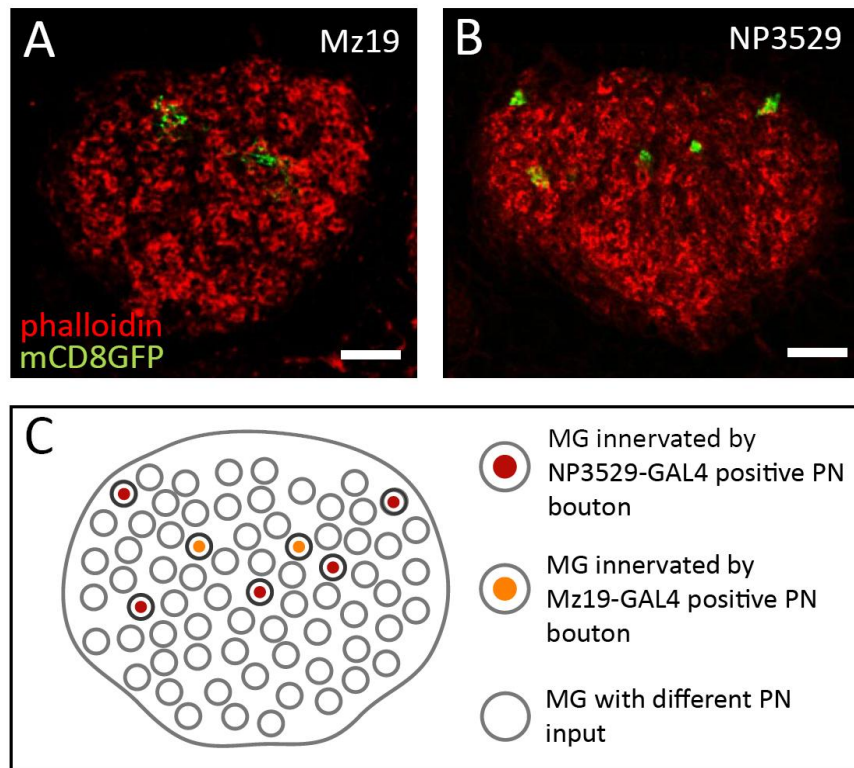 A
Mz19
phalloidin
mCD8GFP
B
NP3529
C
MG innervated by
NP3529-GAL4 positive PN
bouton
MG innervated by
Mz19-GAL4 positive PN
bouton
MG with different PN
input